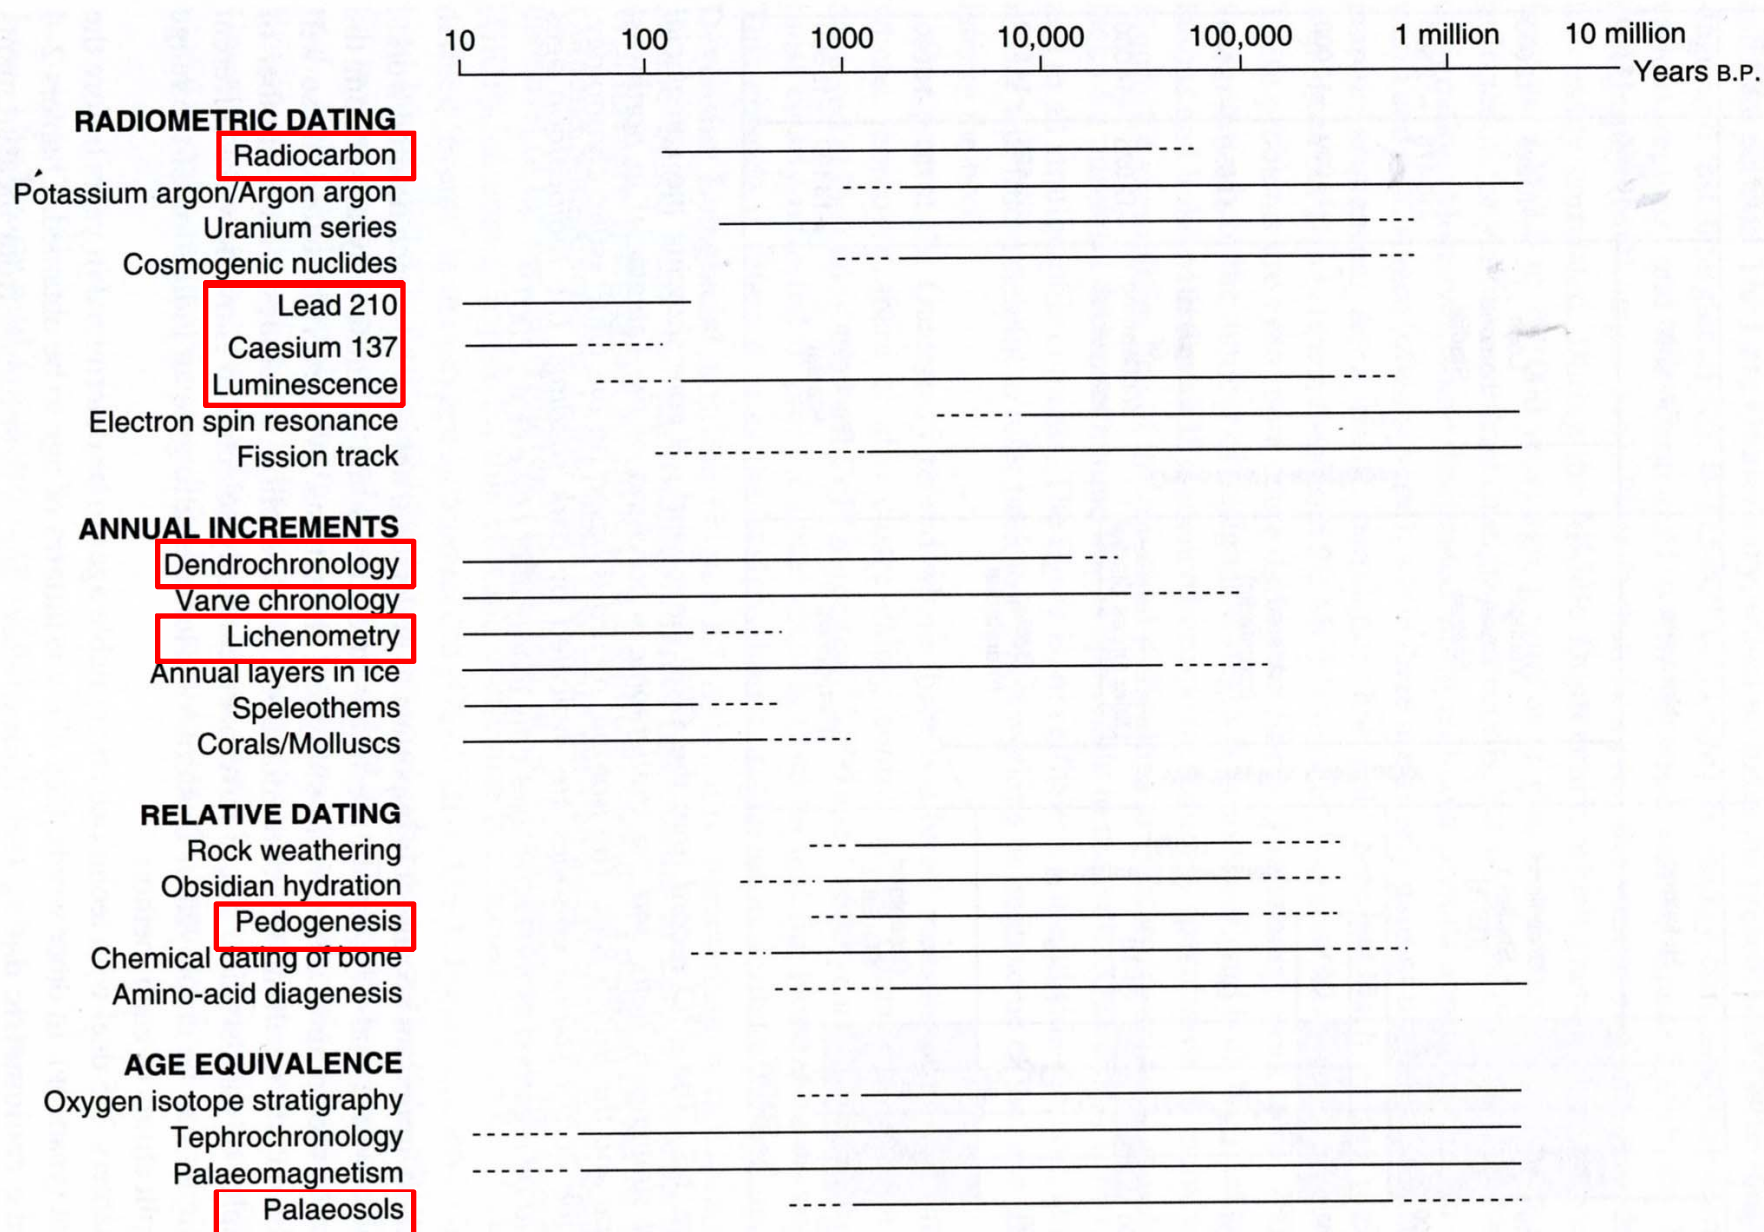 10 100 1000 10,000 100,000 1 million 10 million
Years B.P.
RADIOMETRIC DATING
Radiocarbon
Potassium argon/Argon argon
Uranium series
Cosmogenic nuclides
Lead 210
Caesium 137
Luminescence
Electron spin resonance
Fission track
ANNUAL INCREMENTS
Dendrochronology
Varve chronology
Lichenometry
Annual layers in ice
Speleothems
Corals/Molluscs
RELATIVE DATING
Rock weathering
Obsidian hydration
Pedogenesis
Chemical dating of bone
Amino-acid diagenesis
AGE EQUIVALENCE
Oxygen isotope stratigraphy
Tephrochronology
Palaeomagnetism
Palaeosols